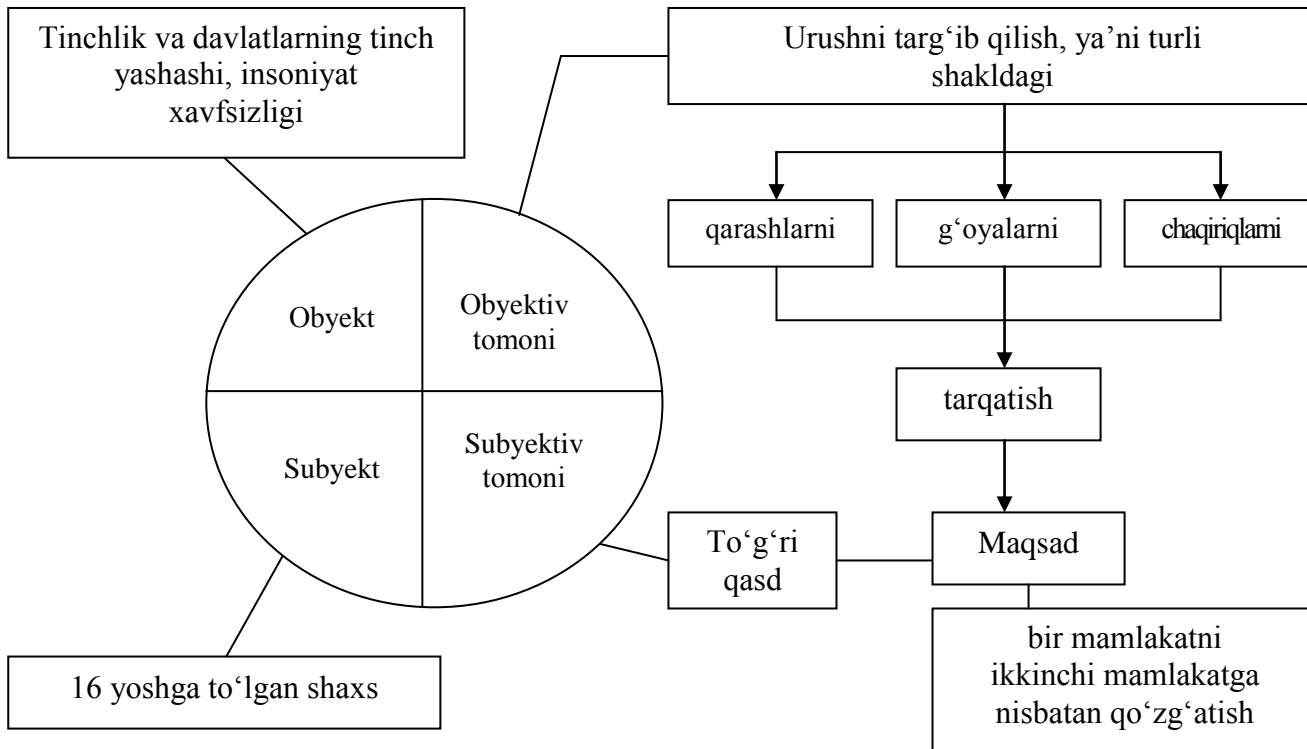 Tinchlik va davlatlarning tinch
yashashi, insoniyat
xavfsizligi
Urushni targ‘ib qilish, ya’ni turli
shakldagi
qarashlarni
g‘oyalarni
chaqiriqlarni
Obyekt
Obyektiv
tomoni
tarqatish
Subyekt
Subyektiv
tomoni
To‘g‘ri
qasd
Maqsad
16 yoshga to‘lgan shaxs
bir mamlakatni
ikkinchi mamlakatga
nisbatan qo‘zg‘atish